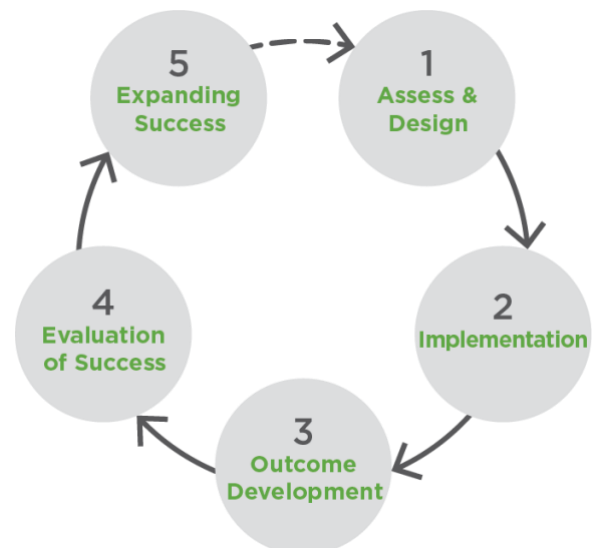 1
Assess &
Design
2
Implementation
3
Outcome
Development
4
Evaluation
of Success
5
Expanding
Success